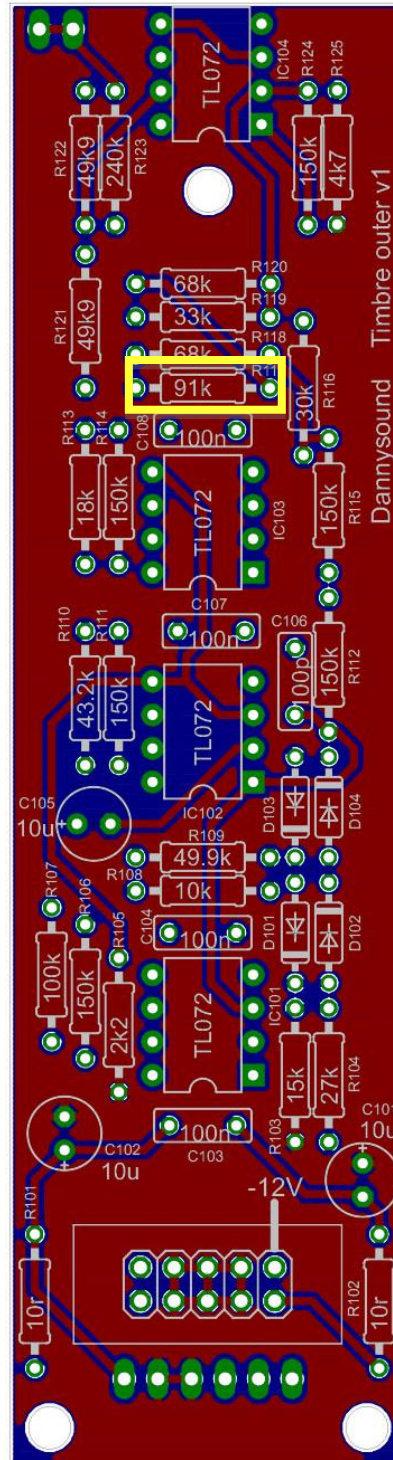 TL072
IC104
R124
R125
R122
49k9
240k
R123
150k
4k7
Timbre outer v1
Dannysound
68k
R120
33k
R119
R121
49k9
68k
R118
91k
R11
30k
R116
R113
R114
C108
100n
18k
150k
TL072
IC103
150k
R115
C107
100n
C106
100p
R110
R111
43.2k
150k
TL072
IC102
150k
R112
C105
10u
+
D103
D104
R109
49.9k
R108
10k
R107
R106
R105
C104
100n
D101
D102
100k
150k
2k2
TL072
IC101
15k
27k
R104
R103
C102
10u
+
100n
C103
C101
10u
+
R101
-12V
10r
R102
10r